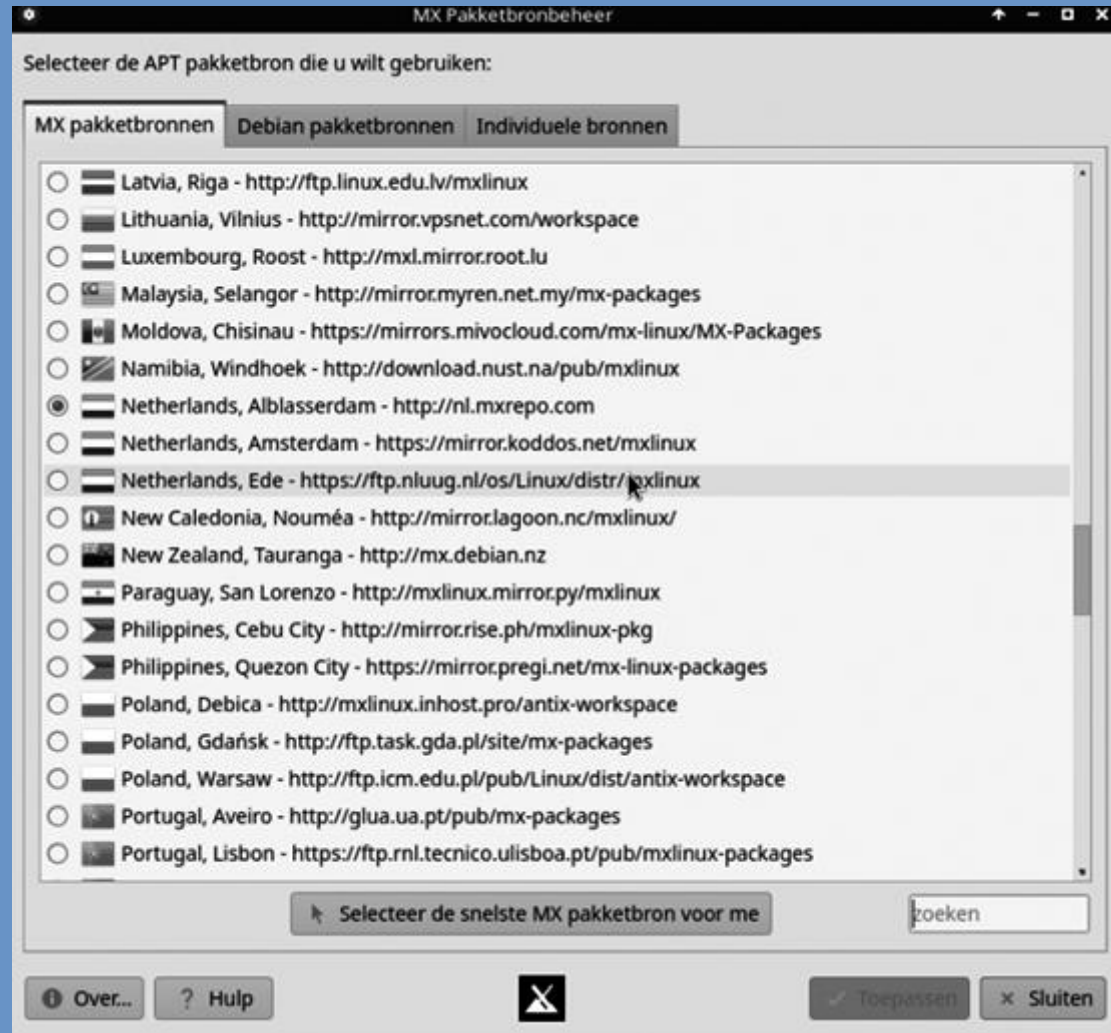 MX Pakketbronbeheer
Selecteer de APT pakketbron die u wilt gebruiken:
MX pakketbronnen Debian pakketbronnen Individuele bronnen
Latvia, Riga - http://ftp.linux.edu.lv/mxlinux
Lithuania, Vilnius - http://mirror.vpsnet.com/workspace
Luxembourg, Roost - http://mxl.mirror.root.lu
Malaysia, Selangor - http://mirror.myren.net.my/mx-packages
Moldova, Chisinau - https://mirrors.mivocloud.com/mx-linux/MX-Packages
Namibia, Windhoek - http://download.nust.na/pub/mxlinux
Netherlands, Alblasserdam - http://nl.mxrepo.com
Netherlands, Amsterdam - https://mirror.koddos.net/mxlinux
Netherlands, Ede - https://ftp.nluug.nl/os/Linux/distr/mxlinux
New Caledonia, Nouméa - http://mirror.lagoon.nc/mxlinux/
New Zealand, Tauranga - http://mx.debian.nz
Paraguay, San Lorenzo - http://mxlinux.mirror.py/mxlinux
Philippines, Cebu City - http://mirror.rise.ph/mxlinux-pkg
Philippines, Quezon City - https://mirror.pregi.net/mx-linux-packages
Poland, Debica - http://mxlinux.inhost.pro/antix-workspace
Poland, Gdańsk - http://ftp.task.gda.pl/site/mx-packages
Poland, Warsaw - http://ftp.icm.edu.pl/pub/Linux/dist/antix-workspace
Portugal, Aveiro - http://glua.ua.pt/pub/mx-packages
Portugal, Lisbon - https://ftp.rnl.tecnico.ulisboa.pt/pub/mxlinux-packages
Selecteer de snelste MX pakketbron voor me zoeken
Over... ? Hulp Toepassen Sluiten